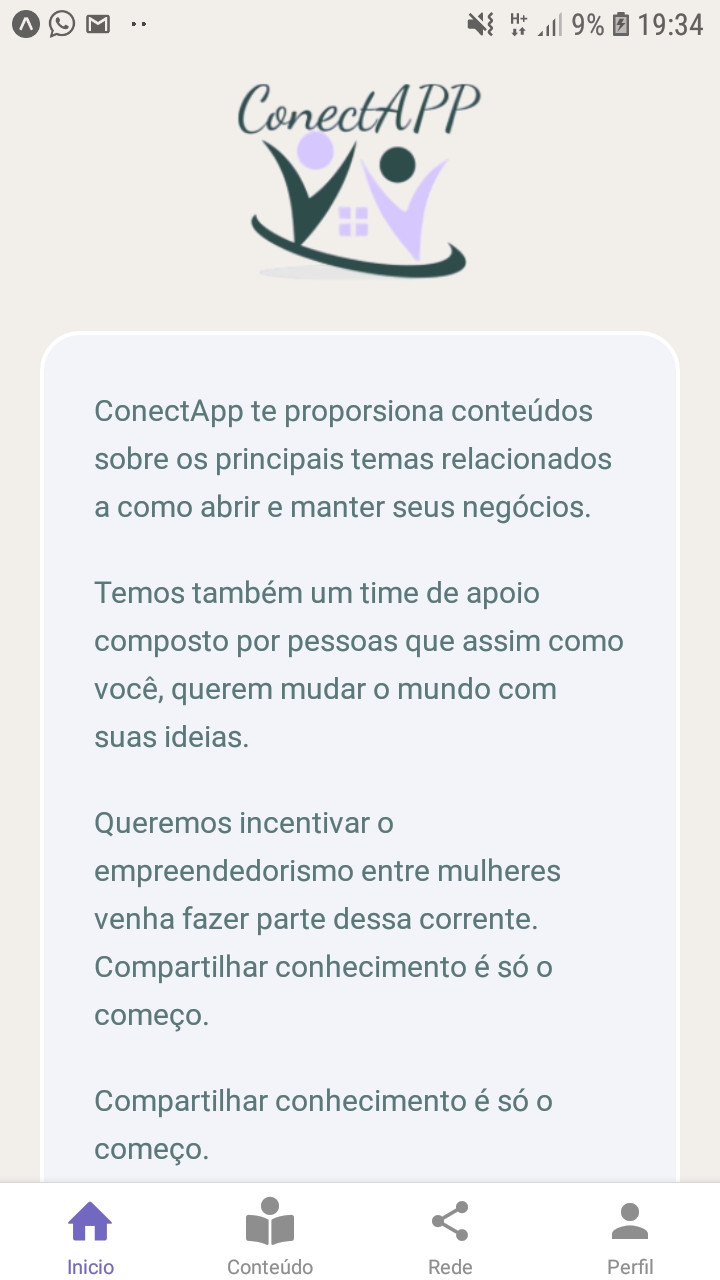 H+
9%
19:34
ConectAPP
ConectApp te proporsiona conteúdos
sobre os principais temas relacionados
a como abrir e manter seus negócios.
Temos também um time de apoio
composto por pessoas que assim como
você, querem mudar o mundo com
suas ideias.
Queremos incentivar o
empreendedorismo entre mulheres
venha fazer parte dessa corrente.
Compartilhar conhecimento é só o
começo.
Compartilhar conhecimento é só o
começo.
Inicio
Conteúdo
Rede
Perfil